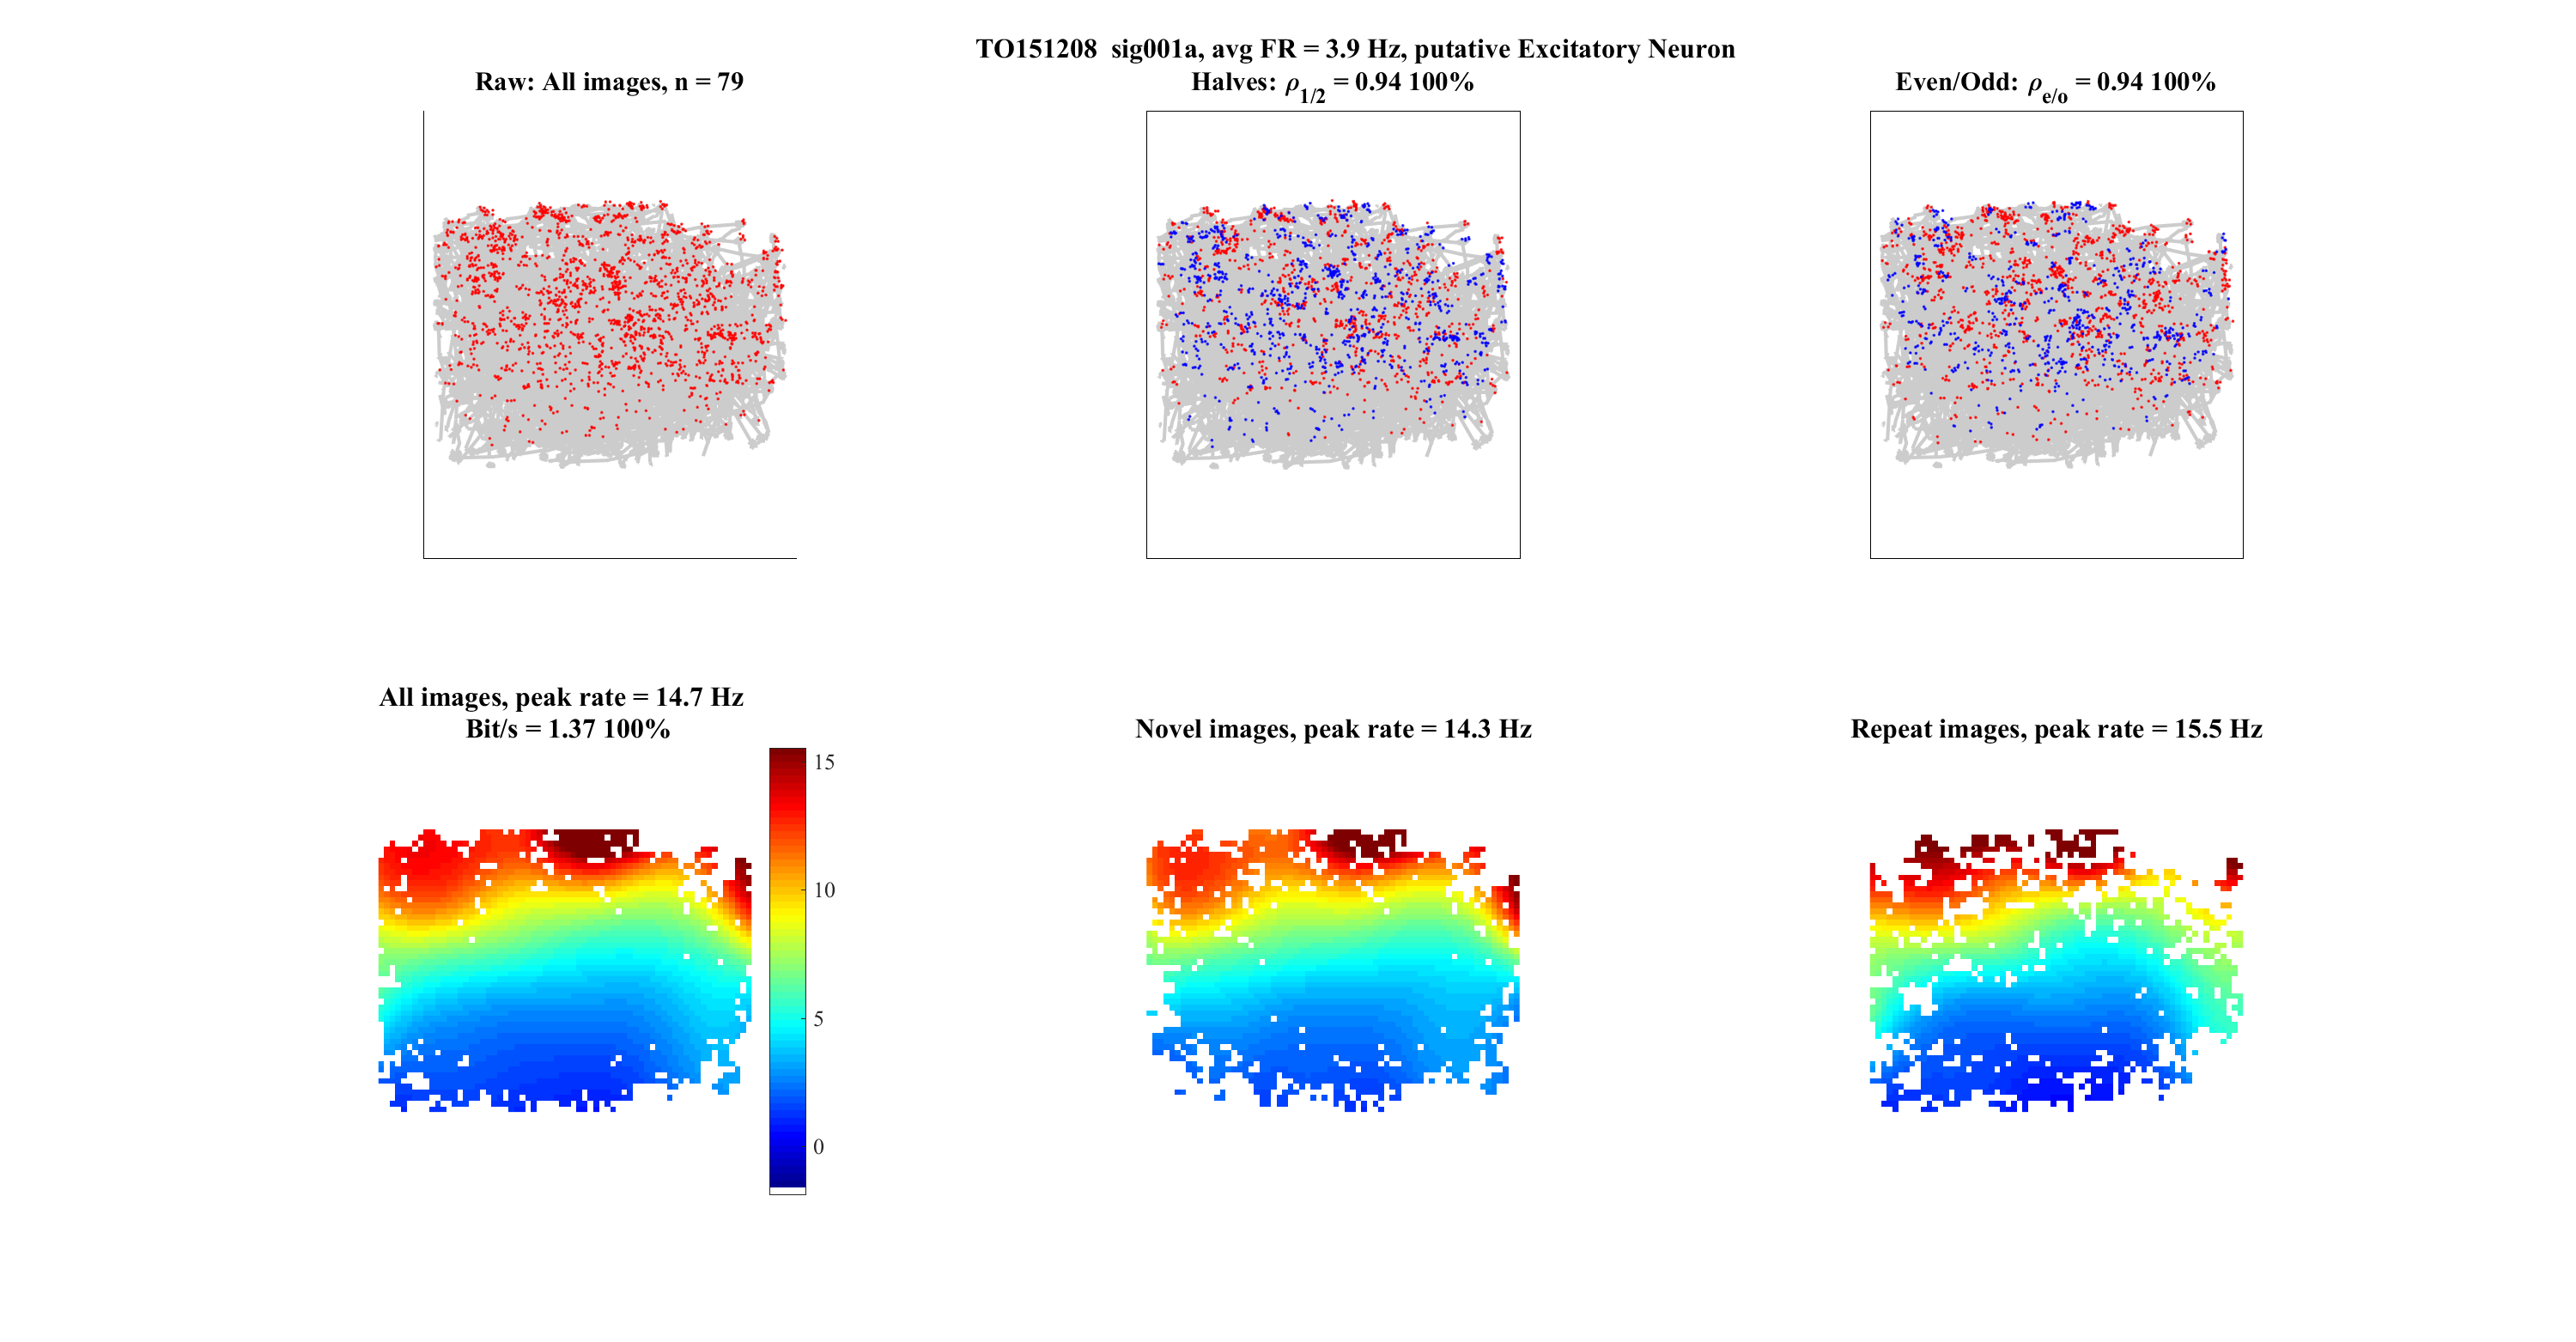 TO151208  sig001a, avg FR = 3.9 Hz, putative Excitatory Neuron
Raw: All images, n = 79
Halves: ρ1/2 = 0.94 100%
Even/Odd: ρe/o = 0.94 100%
All images, peak rate = 14.7 Hz
Bit/s = 1.37 100%
Novel images, peak rate = 14.3 Hz
Repeat images, peak rate = 15.5 Hz
15
10
5
0